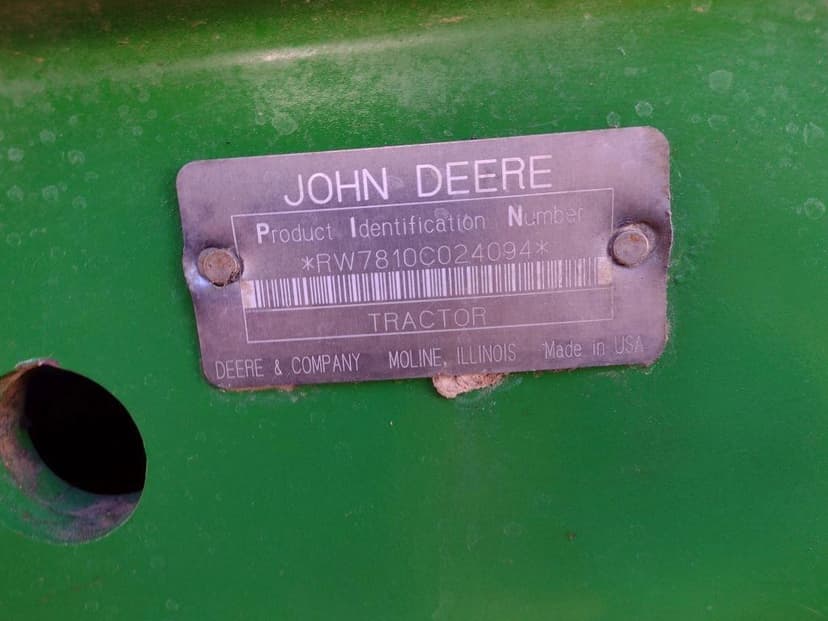 JOHN DEERE
Product Identification Number
*RW7810C024094*
TRACTOR
DEERE & COMPANY MOLINE, ILLINOIS Made in USA